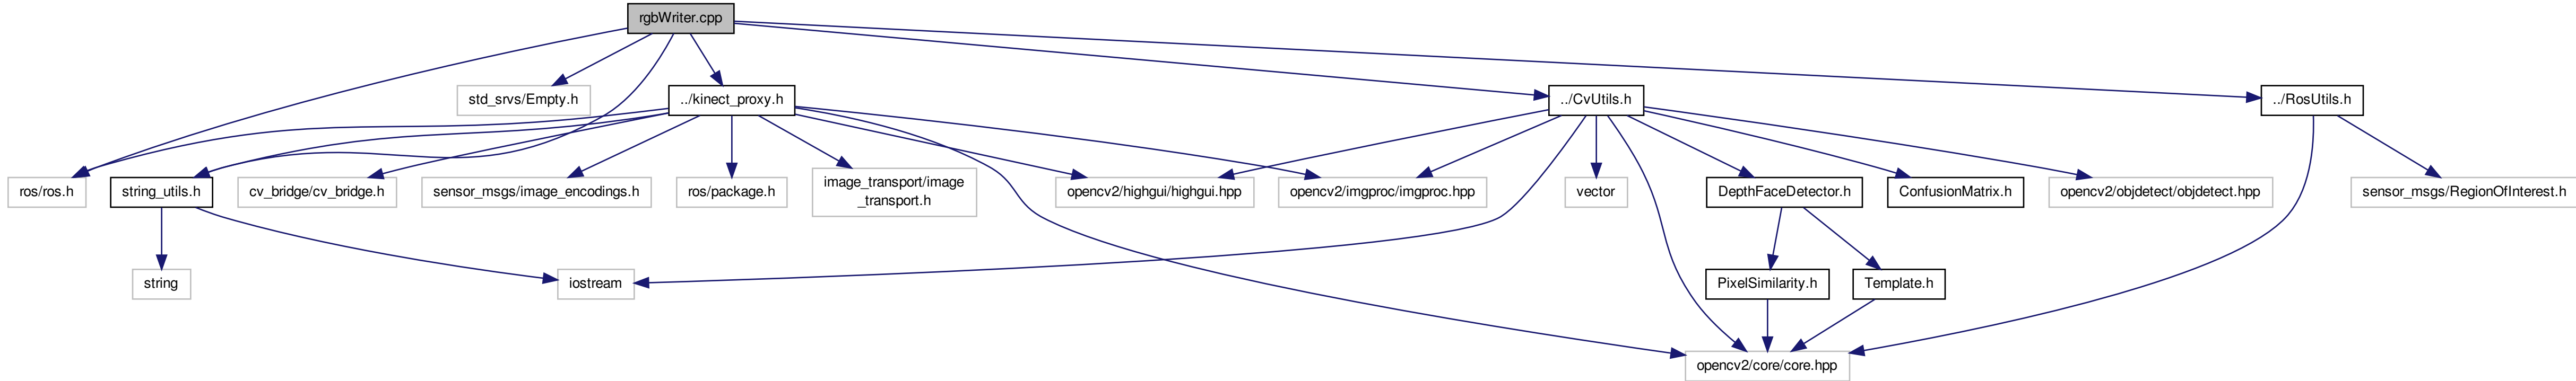 rgbWriter.cpp
std_srvs/Empty.h
../kinect_proxy.h
../CvUtils.h
../RosUtils.h
ros/ros.h
string_utils.h
cv_bridge/cv_bridge.h
sensor_msgs/image_encodings.h
ros/package.h
image_transport/image
_transport.h
opencv2/highgui/highgui.hpp
opencv2/imgproc/imgproc.hpp
vector
DepthFaceDetector.h
ConfusionMatrix.h
opencv2/objdetect/objdetect.hpp
sensor_msgs/RegionOfInterest.h
string
iostream
PixelSimilarity.h
Template.h
opencv2/core/core.hpp